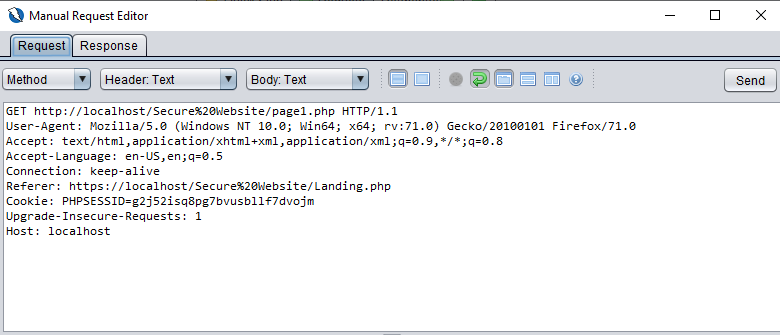 Manual Request Editor
Request Response
Method Header: Text Body: Text Send
GET http://localhost/Secure%20Website/page1.php HTTP/1.1
User-Agent: Mozilla/5.0 (Windows NT 10.0; Win64; x64; rv:71.0) Gecko/20100101 Firefox/71.0
Accept: text/html,application/xhtml+xml,application/xml;q=0.9,*/*;q=0.8
Accept-Language: en-US,en;q=0.5
Connection: keep-alive
Referer: https://localhost/Secure%20Website/Landing.php
Cookie: PHPSESSID=g2j52isq8pg7bvusbllf7dvojm
Upgrade-Insecure-Requests: 1
Host: localhost